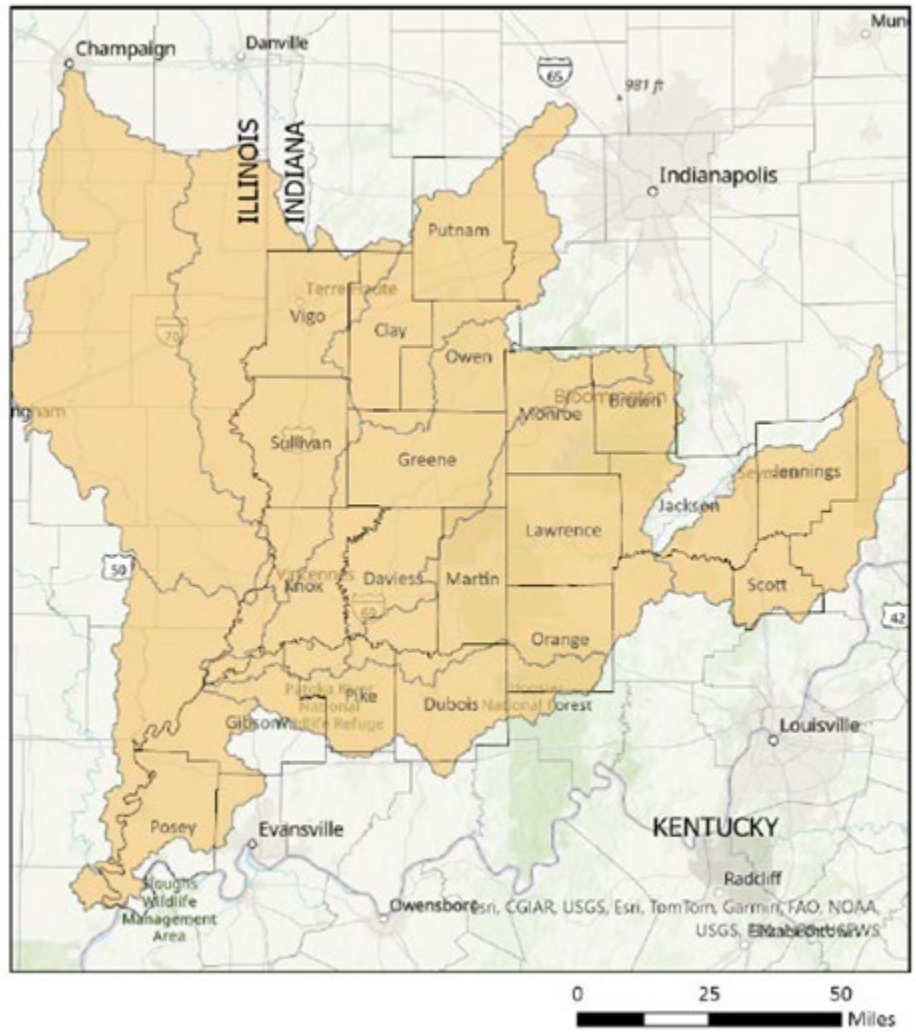 Champaign
Danville
65
981 ft
Indianapolis
ILLINOIS
INDIANA
Putnam
Terre Haute
Vigo
Clay
70
Owen
Bloomington
Monroe
Brown
Sullivan
Greene
Jennings
Jackson
Lawrence
50
Vincennes
Knox
Daviess
Martin
Scott
69
42
Orange
Patoka River
National
Wildlife Refuge
Pike
Dubois
Hoosier
National Forest
Gibson
Louisville
Posey
Evansville
KENTUCKY
Sloughs
Wildlife
Management
Area
Radcliff
Owensboro
Esri, CGIAR, USGS, Esri, TomTom, Garmin, FAO, NOAA,
USGS,
0 25 50
Miles